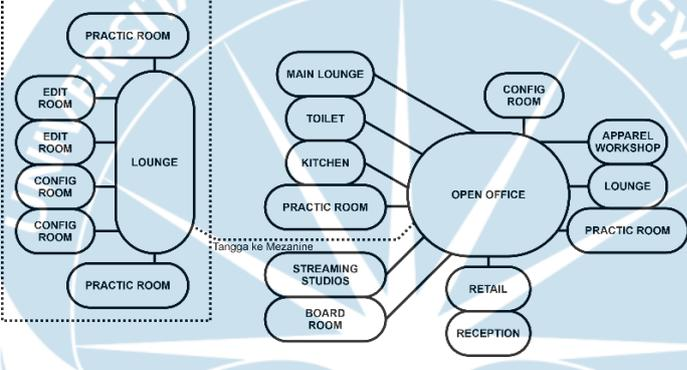 PRACTIC ROOM
EDIT
ROOM
EDIT
ROOM
CONFIG
ROOM
CONFIG
ROOM
LOUNGE
PRACTIC ROOM
MAIN LOUNGE
TOILET
KITCHEN
PRACTIC ROOM
Tangga ke Mezanine
STREAMING
STUDIOS
BOARD
ROOM
OPEN OFFICE
CONFIG
ROOM
APPAREL
WORKSHOP
LOUNGE
PRACTIC ROOM
RETAIL
RECEPTION